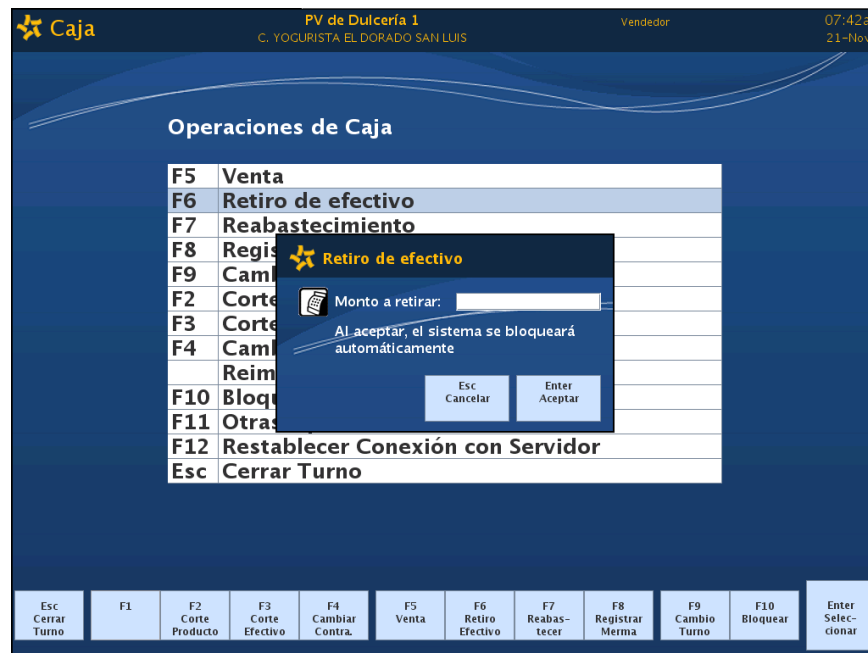 Caja
PV de Dulcería 1
C. YOGURISTA EL DORADO SAN LUIS
Vendedor
07:42a
21-Nov
Operaciones de Caja
F5 Venta
F6 Retiro de efectivo
F7 Reabastecimiento
F8 Regis
F9 Caml
F2 Corte
F3 Corte
F4 Caml
Reim
F10 Bloqu
F11 Otras
F12 Restablecer Conexión con Servidor
Esc Cerrar Turno
Retiro de efectivo
Monto a retirar:
Al aceptar, el sistema se bloqueará
automáticamente
Esc
Cancelar
Enter
Aceptar
Esc
Cerrar
Turno
F1
F2
Corte
Producto
F3
Corte
Efectivo
F4
Cambiar
Contra.
F5
Venta
F6
Retiro
Efectivo
F7
Reabas-
tecer
F8
Registrar
Merma
F9
Cambio
Turno
F10
Bloquear
Enter
Selec-
cionar